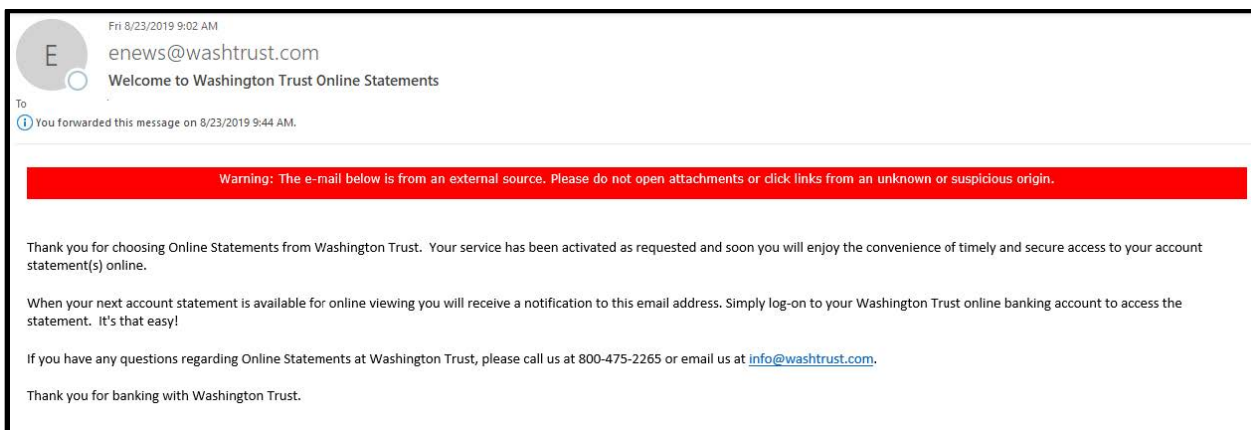 Fri 8/23/2019 9:02 AM
E
enews@washtrust.com
Welcome to Washington Trust Online Statements
To
You forwarded this message on 8/23/2019 9:44 AM.
Warning: The e-mail below is from an external source. Please do not open attachments or click links from an unknown or suspicious origin.
Thank you for choosing Online Statements from Washington Trust.  Your service has been activated as requested and soon you will enjoy the convenience of timely and secure access to your account
statement(s) online.
When your next account statement is available for online viewing you will receive a notification to this email address. Simply log-on to your Washington Trust online banking account to access the
statement.  It's that easy!
If you have any questions regarding Online Statements at Washington Trust, please call us at 800-475-2265 or email us at info@washtrust.com.
Thank you for banking with Washington Trust.